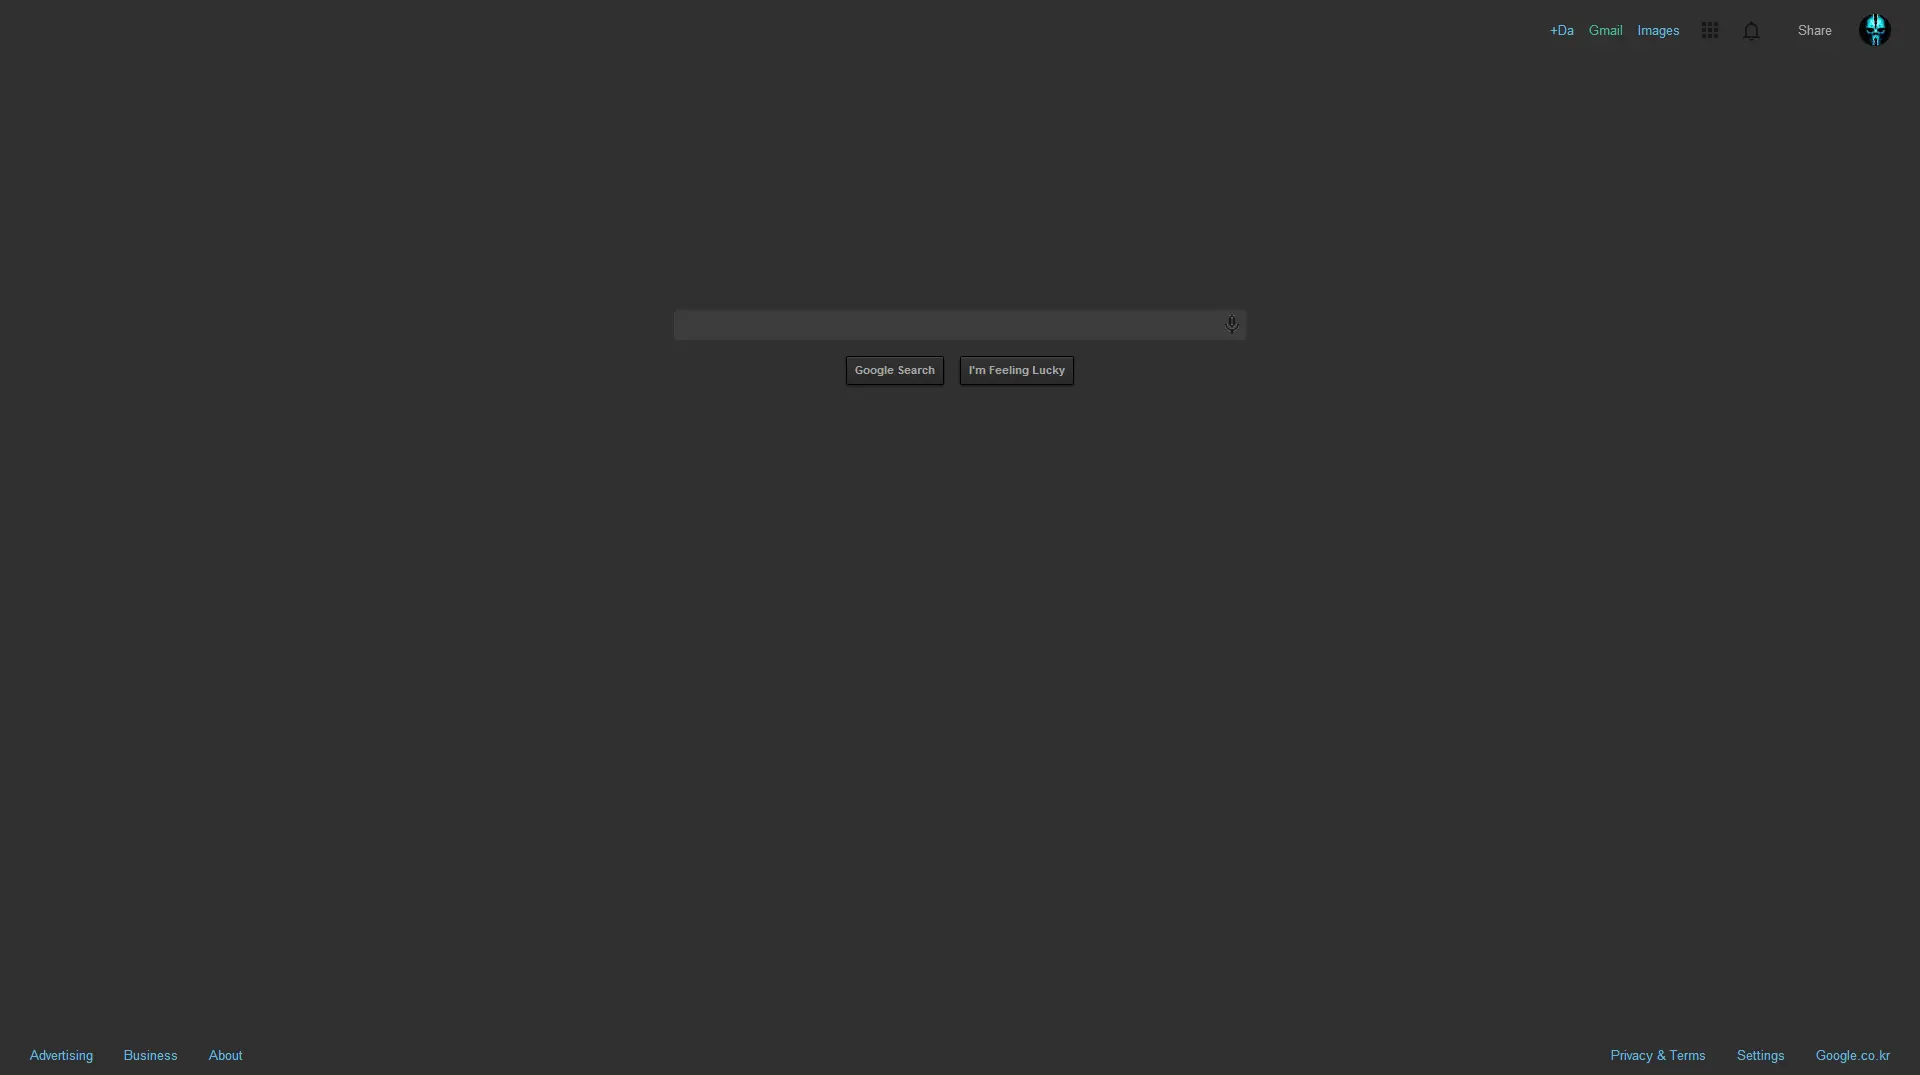 +Da Gmail Images Share
Google Search I'm Feeling Lucky
Advertising Business About Privacy & Terms Settings Google.co.kr